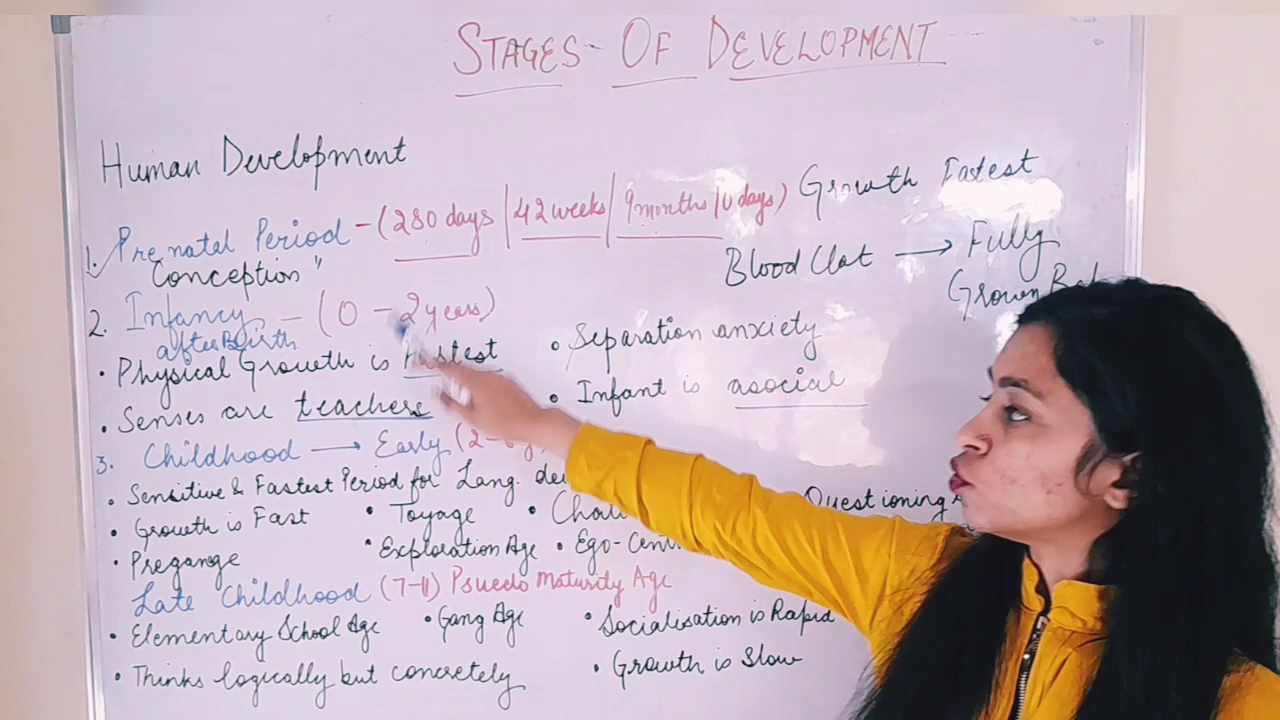 STAGES OF DEVELOPMENT
Human Development
1. Prenatal Period - (280 days | 42 weeks | 9 months 10 days) Growth Fastest
"Conception"
Blood Clot → Fully
Grown
2. Infancy - (0 - 2 years)
after Birth
• Physical Growth is Fastest
• Separation anxiety
• Senses are teachers
• Infant is asocial
3. Childhood → Early (2-
• Sensitive & Fastest Period for Lang.
Questioning
• Growth is Fast • Toyage •
• Pregange • Exploration Age • Ego-
Late Childhood (7-11) Psuedo Maturity Age
• Elementary School Age • Gang Age • Socialisation is Rapid
• Thinks logically but concretely • Growth is Slow